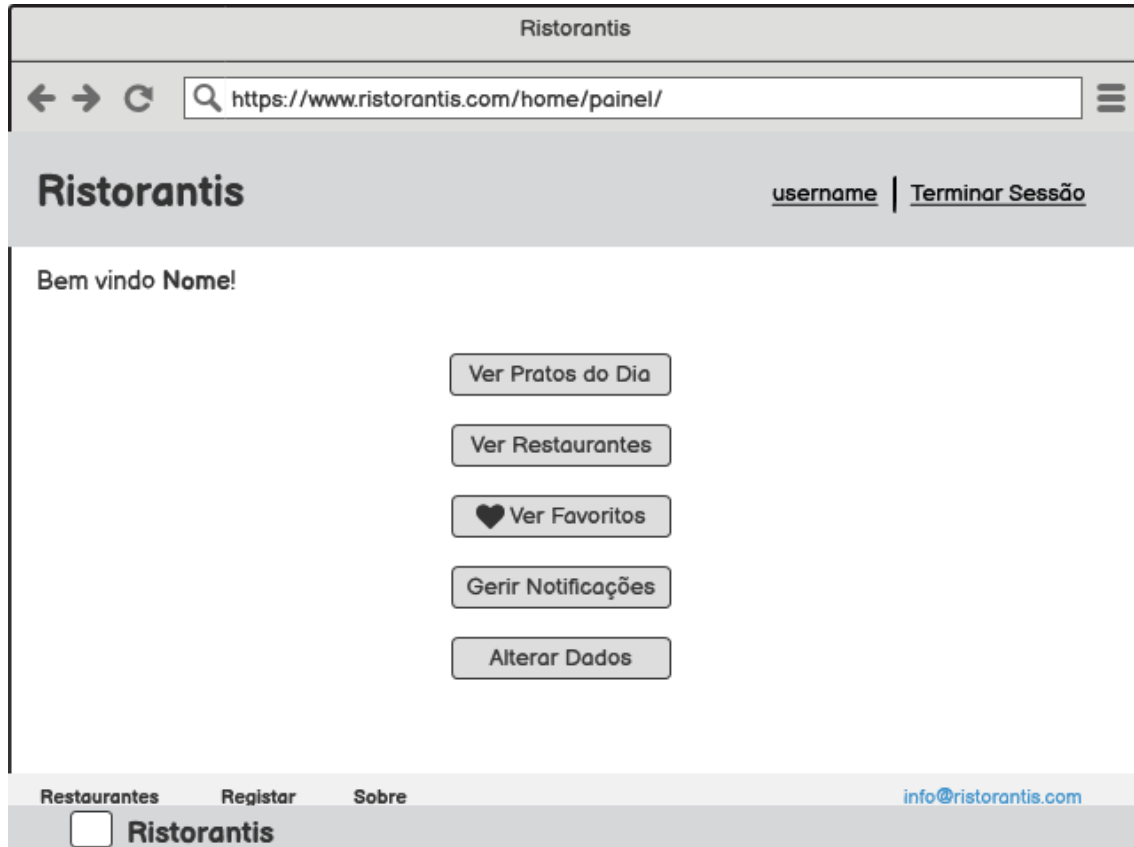 Ristorantis
https://www.ristorantis.com/home/painel/
Ristorantis
username | Terminar Sessão
Bem vindo Nome!
Ver Pratos do Dia
Ver Restaurantes
Ver Favoritos
Gerir Notificações
Alterar Dados
Restaurantes Registar Sobre info@ristorantis.com
Ristorantis